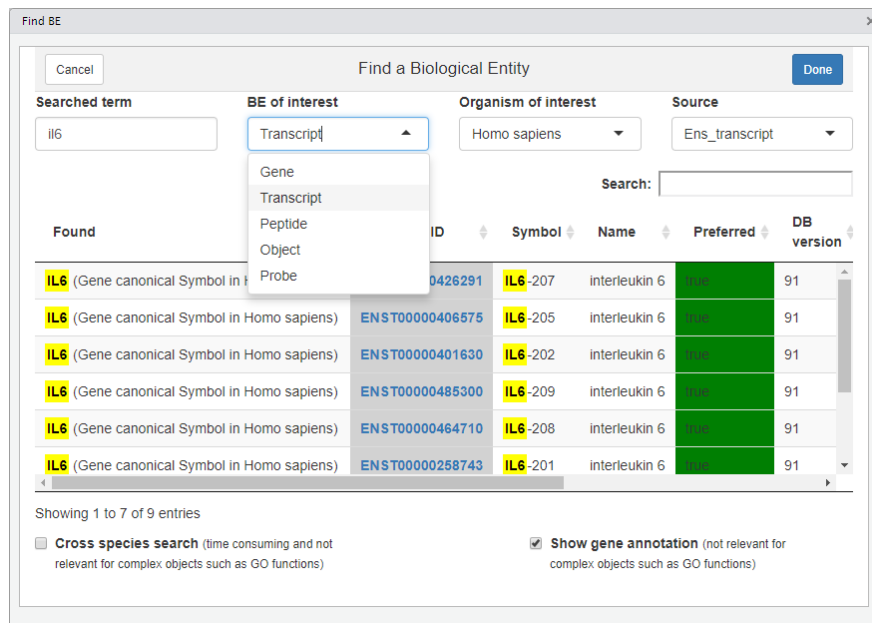 Find BE ×
Cancel Find a Biological Entity Done
Searched term BE of interest Organism of interest Source
il6 Transcript Homo sapiens Ens_transcript
Gene
Transcript
Peptide
Object
Probe
Search:
Found ID Symbol Name Preferred DB version
IL6 (Gene canonical Symbol in 0426291 IL6-207 interleukin 6 true 91
IL6 (Gene canonical Symbol in Homo sapiens) ENST00000406575 IL6-205 interleukin 6 true 91
IL6 (Gene canonical Symbol in Homo sapiens) ENST00000401630 IL6-202 interleukin 6 true 91
IL6 (Gene canonical Symbol in Homo sapiens) ENST00000485300 IL6-209 interleukin 6 true 91
IL6 (Gene canonical Symbol in Homo sapiens) ENST00000464710 IL6-208 interleukin 6 true 91
IL6 (Gene canonical Symbol in Homo sapiens) ENST00000258743 IL6-201 interleukin 6 true 91
Showing 1 to 7 of 9 entries
Cross species search (time consuming and not
relevant for complex objects such as GO functions)
Show gene annotation (not relevant for
complex objects such as GO functions)